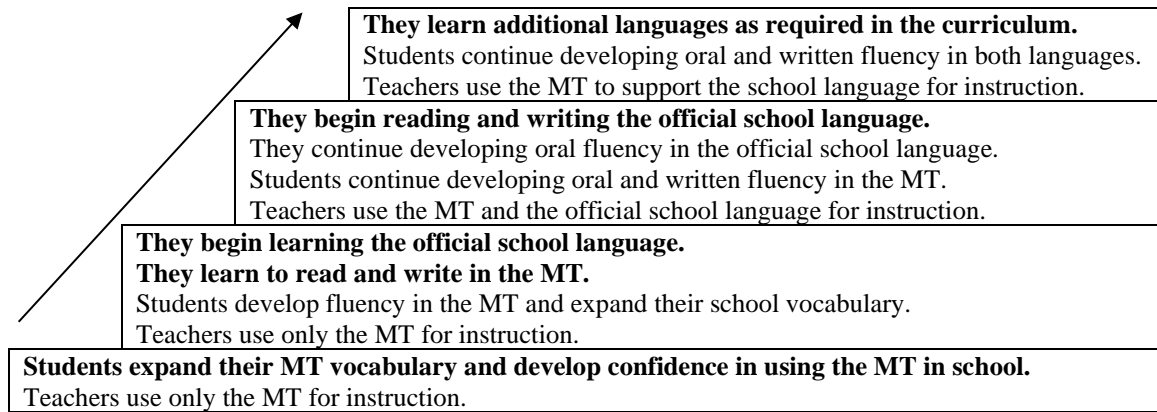 They learn additional languages as required in the curriculum.
Students continue developing oral and written fluency in both languages.
Teachers use the MT to support the school language for instruction.
They begin reading and writing the official school language.
They continue developing oral fluency in the official school language.
Students continue developing oral and written fluency in the MT.
Teachers use the MT and the official school language for instruction.
They begin learning the official school language.
They learn to read and write in the MT.
Students develop fluency in the MT and expand their school vocabulary.
Teachers use only the MT for instruction.
Students expand their MT vocabulary and develop confidence in using the MT in school.
Teachers use only the MT for instruction.